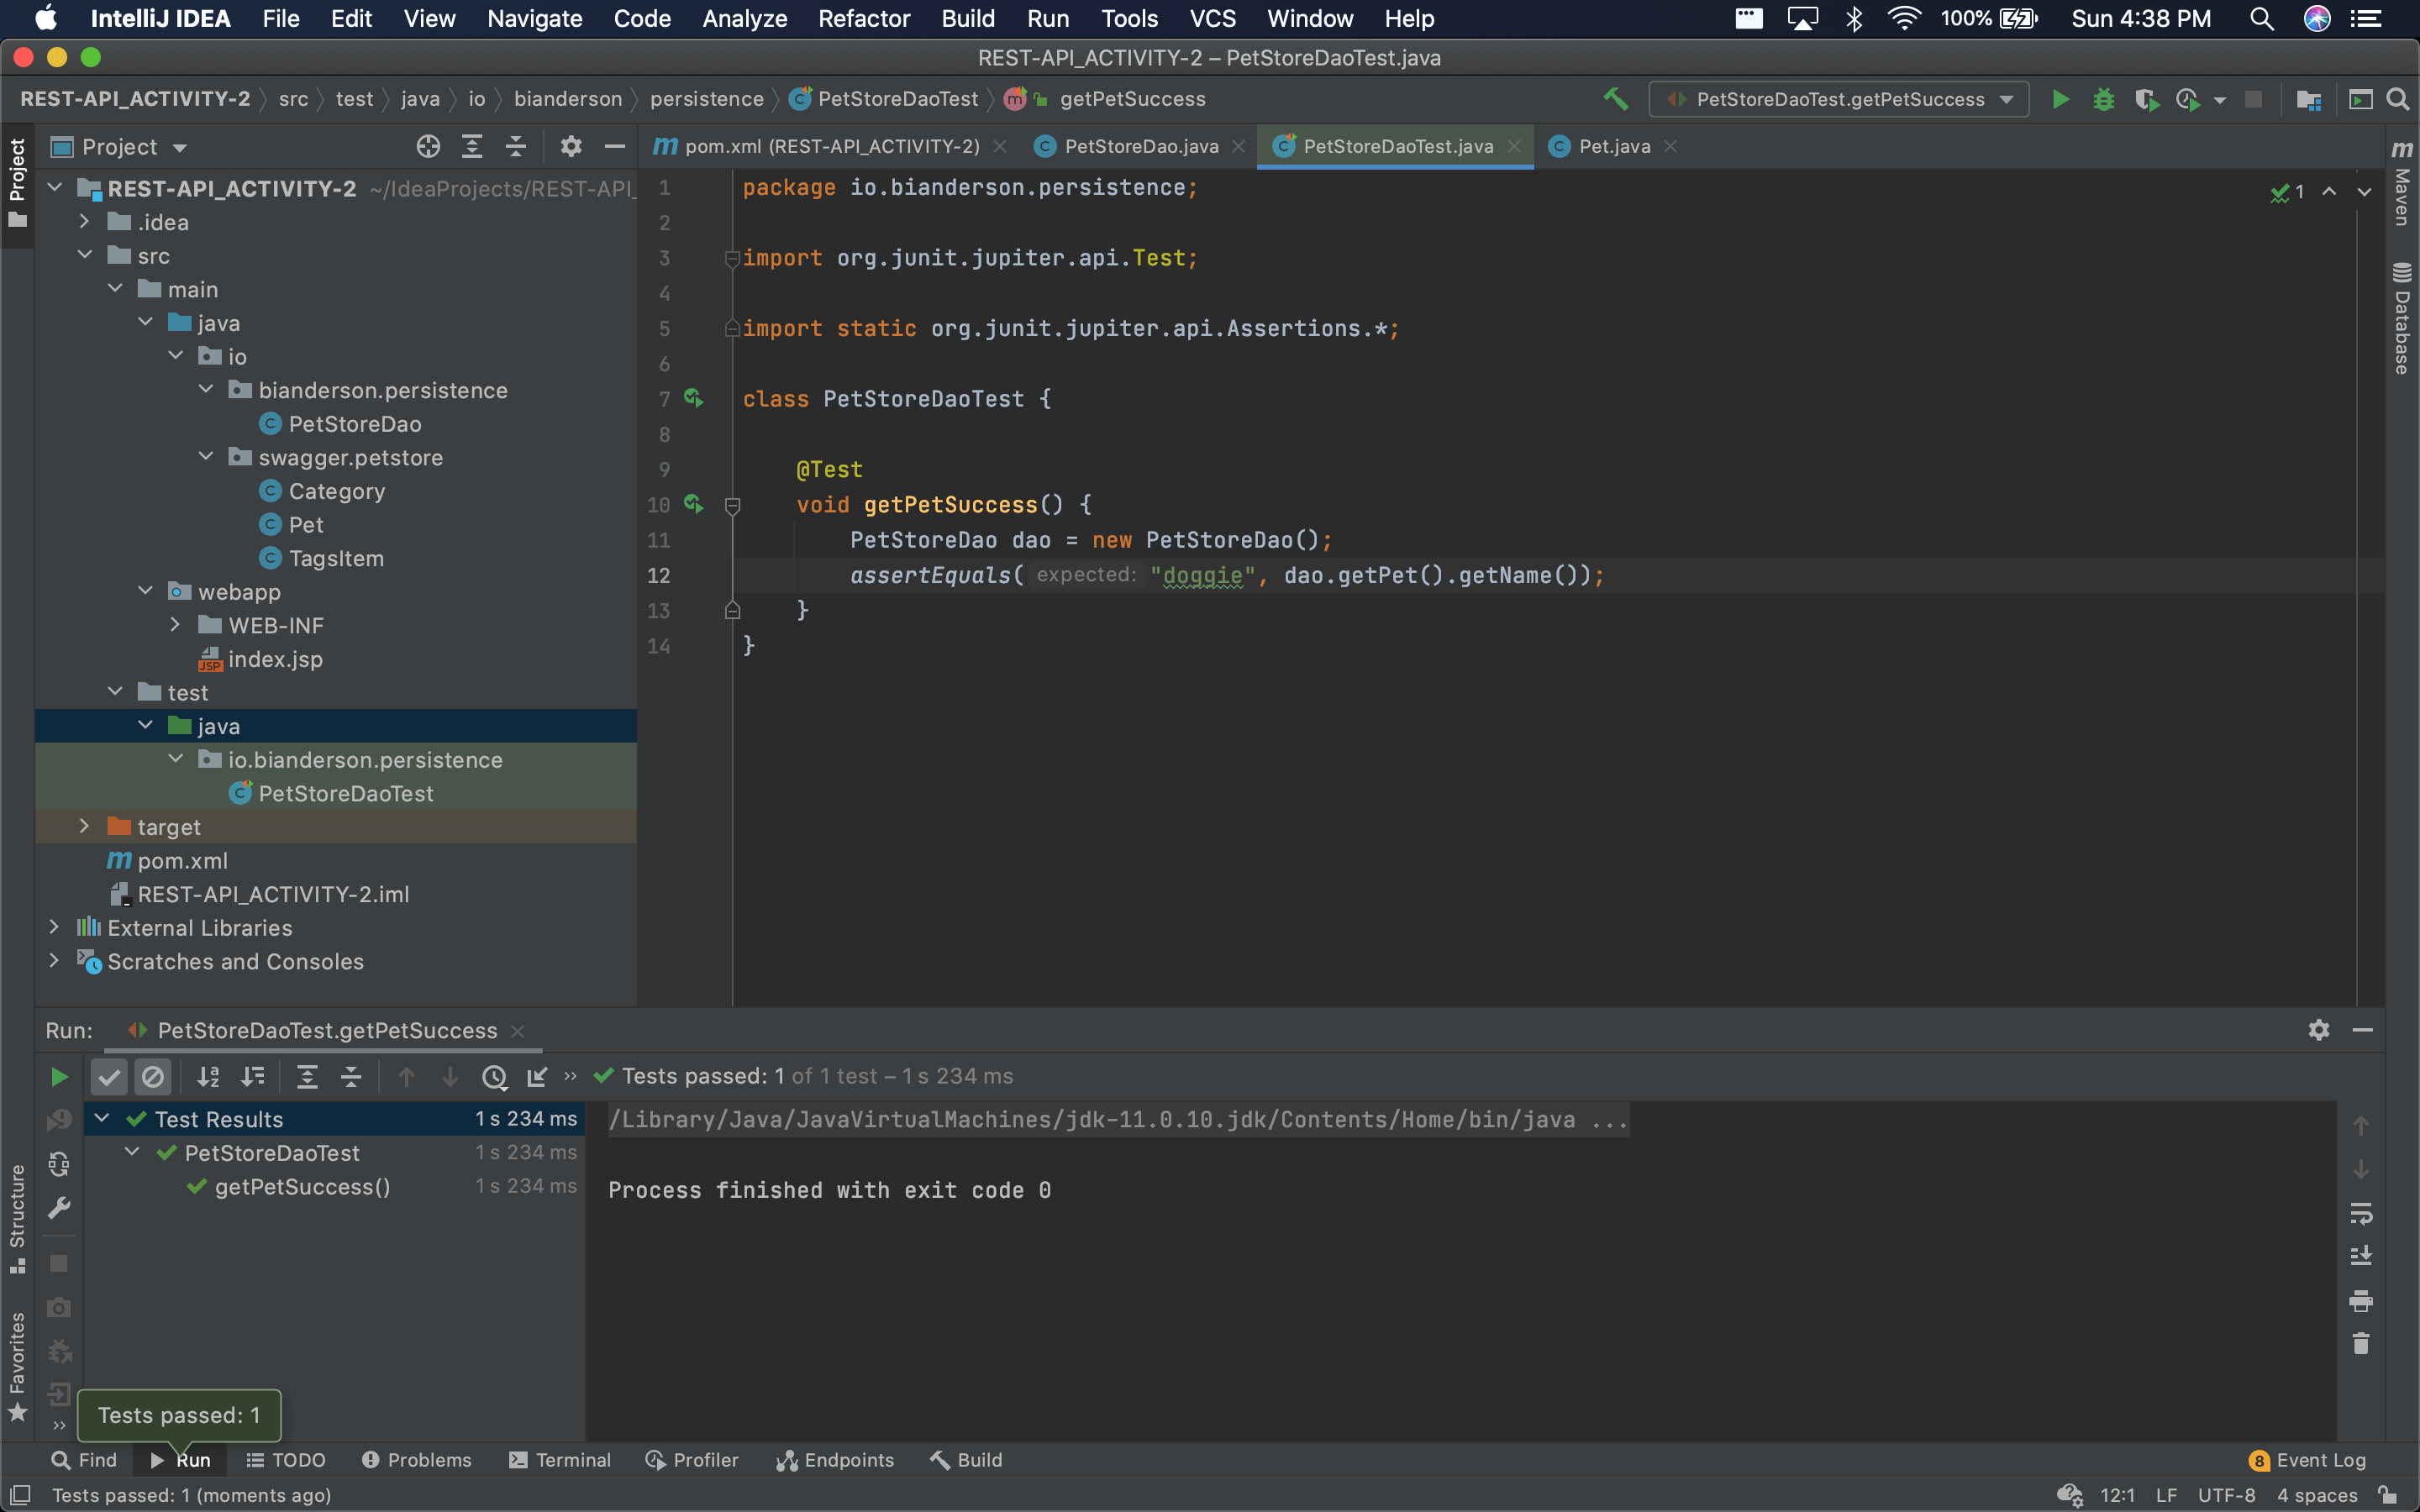 IntelliJ IDEA File Edit View Navigate Code Analyze Refactor Build Run Tools VCS Window Help 100% Sun 4:38 PM
REST-API_ACTIVITY-2 – PetStoreDaoTest.java
REST-API_ACTIVITY-2 src test java io bianderson persistence PetStoreDaoTest getPetSuccess PetStoreDaoTest.getPetSuccess
Project
pom.xml (REST-API_ACTIVITY-2) PetStoreDao.java PetStoreDaoTest.java Pet.java
Project
Structure
Favorites
Maven
Database
REST-API_ACTIVITY-2 ~/IdeaProjects/REST-API_
.idea
src
main
java
io
bianderson.persistence
PetStoreDao
swagger.petstore
Category
Pet
TagsItem
webapp
WEB-INF
index.jsp
test
java
io.bianderson.persistence
PetStoreDaoTest
target
pom.xml
REST-API_ACTIVITY-2.iml
External Libraries
Scratches and Consoles
1 package io.bianderson.persistence;
2
3 import org.junit.jupiter.api.Test;
4
5 import static org.junit.jupiter.api.Assertions.*;
6
7 class PetStoreDaoTest {
8
9 @Test
10 void getPetSuccess() {
11 PetStoreDao dao = new PetStoreDao();
12 assertEquals( expected: "doggie", dao.getPet().getName());
13 }
14 }
1
Run: PetStoreDaoTest.getPetSuccess
Tests passed: 1 of 1 test – 1 s 234 ms
Test Results 1 s 234 ms
PetStoreDaoTest 1 s 234 ms
getPetSuccess() 1 s 234 ms
/Library/Java/JavaVirtualMachines/jdk-11.0.10.jdk/Contents/Home/bin/java ...
Process finished with exit code 0
Tests passed: 1
Find Run TODO Problems Terminal Profiler Endpoints Build 8 Event Log
Tests passed: 1 (moments ago) 12:1 LF UTF-8 4 spaces